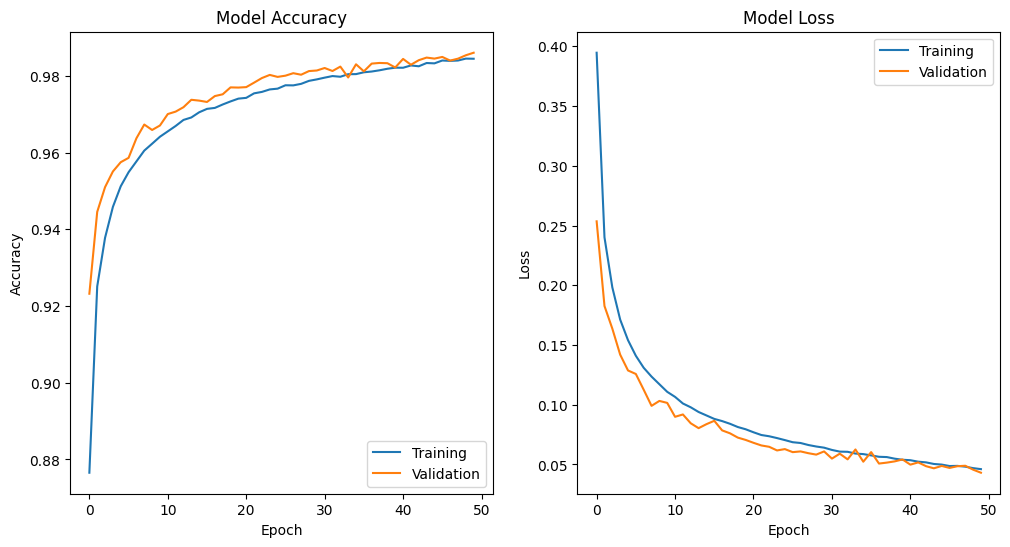 Model Accuracy
Accuracy
0.98
0.96
0.94
0.92
0.90
0.88
0 10 20 30 40 50
Epoch
Training
Validation
Model Loss
Loss
0.40
0.35
0.30
0.25
0.20
0.15
0.10
0.05
0 10 20 30 40 50
Epoch
Training
Validation